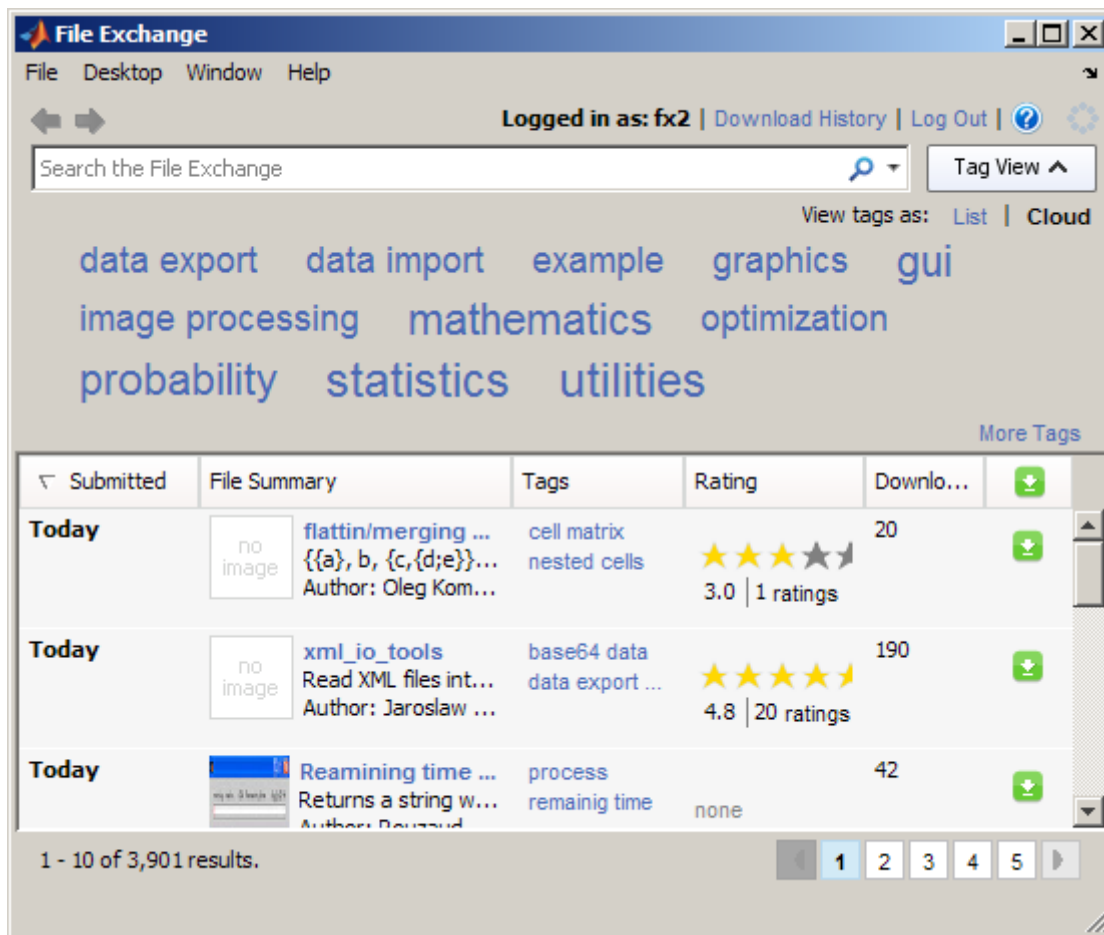 File Exchange
File Desktop Window Help
Logged in as: fx2 | Download History | Log Out |
Search the File Exchange
Tag View
View tags as: List | Cloud
data export data import example graphics gui
image processing mathematics optimization
probability statistics utilities
More Tags
Submitted File Summary Tags Rating Downlo...
Today
no image
flattin/merging ...
{{a}, b, {c,{d;e}}...
Author: Oleg Kom...
cell matrix
nested cells
3.0 | 1 ratings
20
Today
no image
xml_io_tools
Read XML files int...
Author: Jaroslaw ...
base64 data
data export ...
4.8 | 20 ratings
190
Today
Reamining time ...
Returns a string w...
Author: Rouzaud
process
remainig time
none
42
1 - 10 of 3,901 results.
1 2 3 4 5